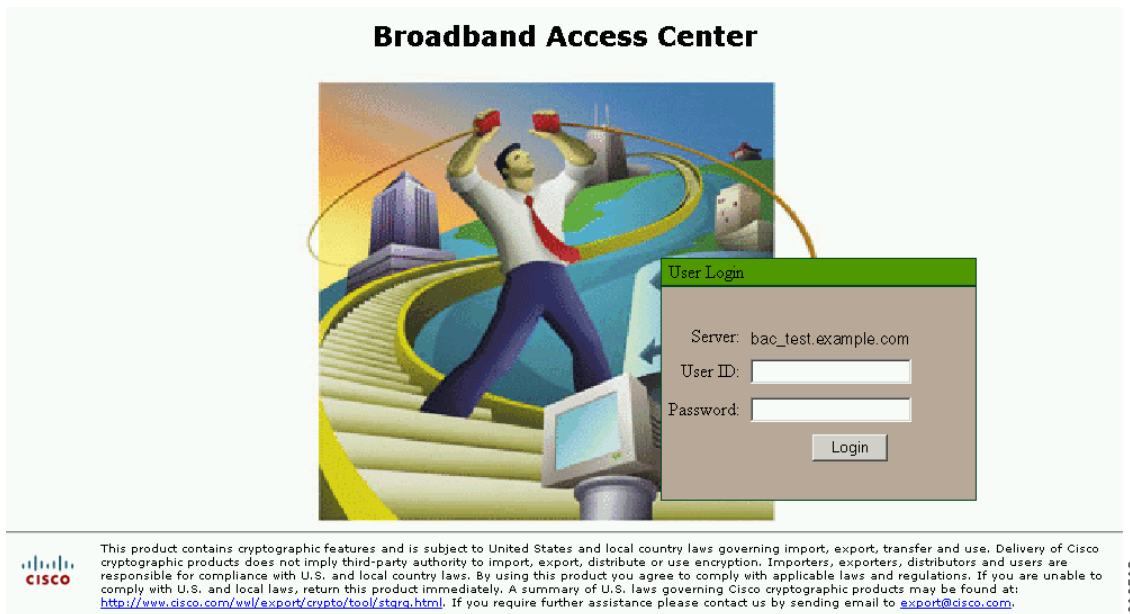 Broadband Access Center
User Login
Server: bac_test.example.com
User ID:
Password:
Login
This product contains cryptographic features and is subject to United States and local country laws governing import, export, transfer and use. Delivery of Cisco
cryptographic products does not imply third-party authority to import, export, distribute or use encryption. Importers, exporters, distributors and users are
responsible for compliance with U.S. and local country laws. By using this product you agree to comply with applicable laws and regulations. If you are unable to
comply with U.S. and local laws, return this product immediately. A summary of U.S. laws governing Cisco cryptographic products may be found at:
http://www.cisco.com/wwl/export/crypto/tool/stqrg.html. If you require further assistance please contact us by sending email to export@cisco.com.
CISCO